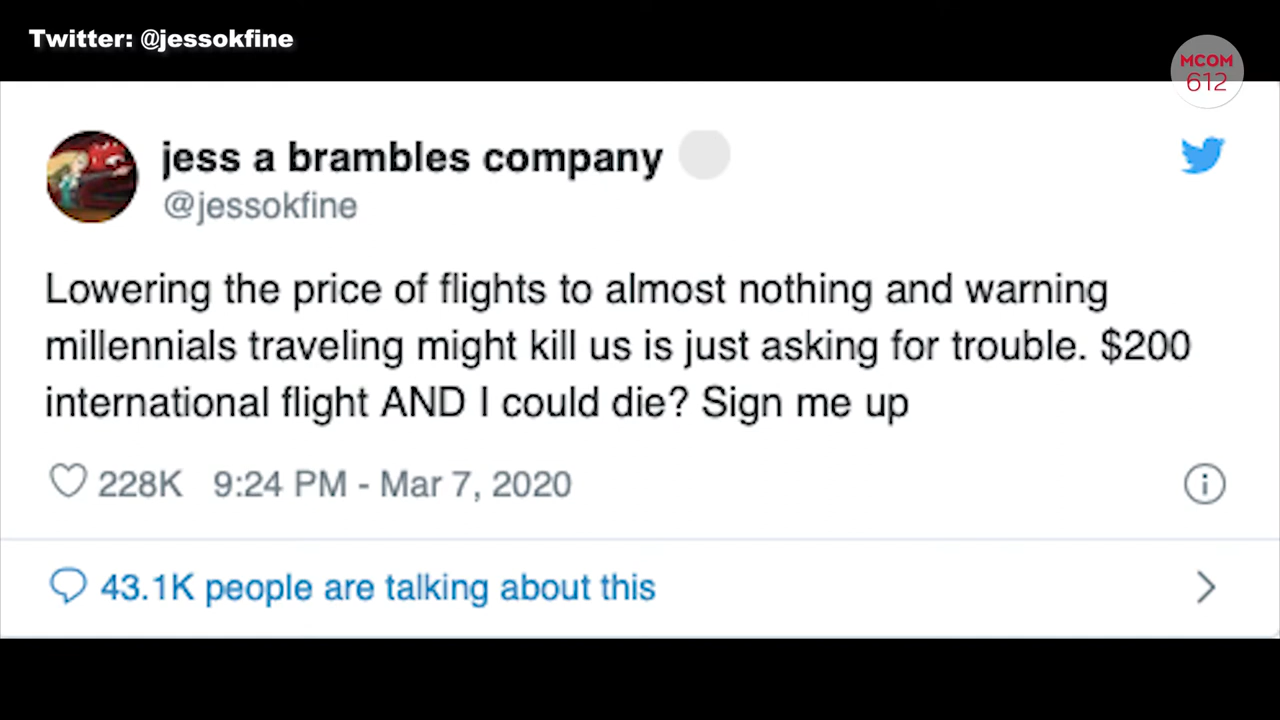 Twitter: @jessokfine
MCOM
612
jess a brambles company
@jessokfine
Lowering the price of flights to almost nothing and warning
millennials traveling might kill us is just asking for trouble. $200
international flight AND I could die? Sign me up
228K 9:24 PM - Mar 7, 2020
43.1K people are talking about this